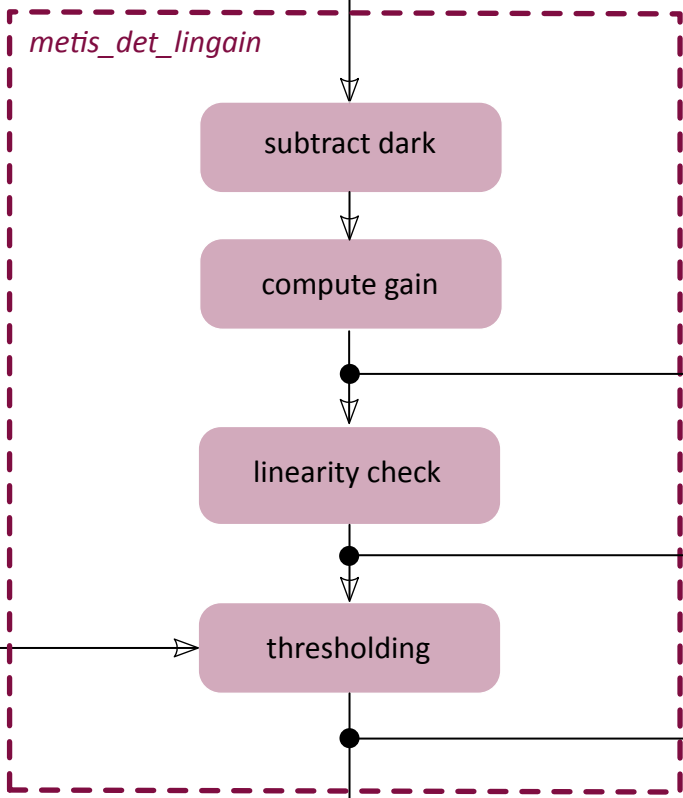 metis_det_lingain
subtract dark
compute gain
linearity check
thresholding